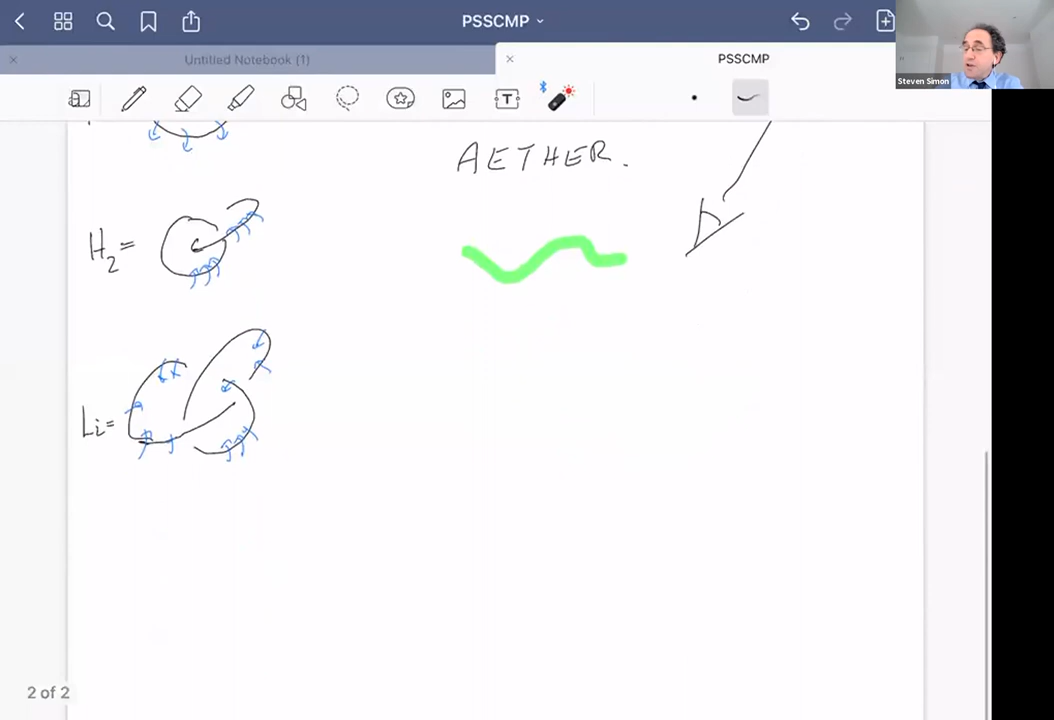 PSSCMP
Untitled Notebook (1)
PSSCMP
Steven Simon
T
AETHER.
H₂ =
Li =
2 of 2